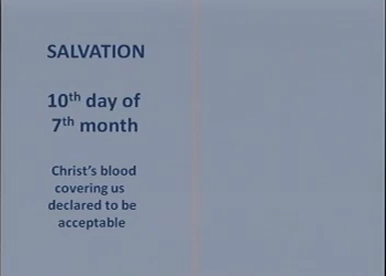 SALVATION
10th day of
7th month
Christ's blood
covering us
declared to be
acceptable